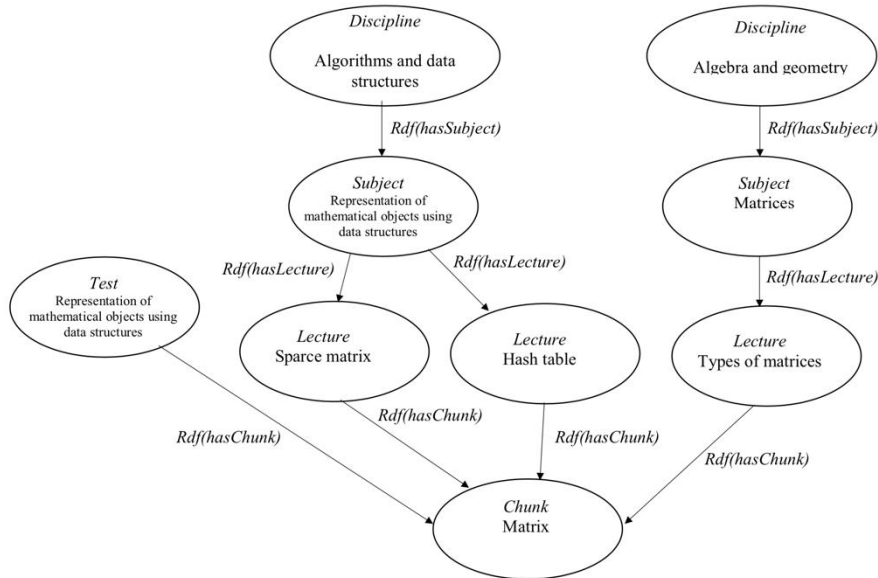 Discipline
Algorithms and data
structures
Discipline
Algebra and geometry
Rdf(hasSubject)
Rdf(hasSubject)
Subject
Representation of
mathematical objects using
data structures
Subject
Matrices
Rdf(hasLecture)
Rdf(hasLecture)
Rdf(hasLecture)
Test
Representation of
mathematical objects using
data structures
Lecture
Sparce matrix
Lecture
Hash table
Lecture
Types of matrices
Rdf(hasChunk)
Rdf(hasChunk)
Rdf(hasChunk)
Rdf(hasChunk)
Chunk
Matrix